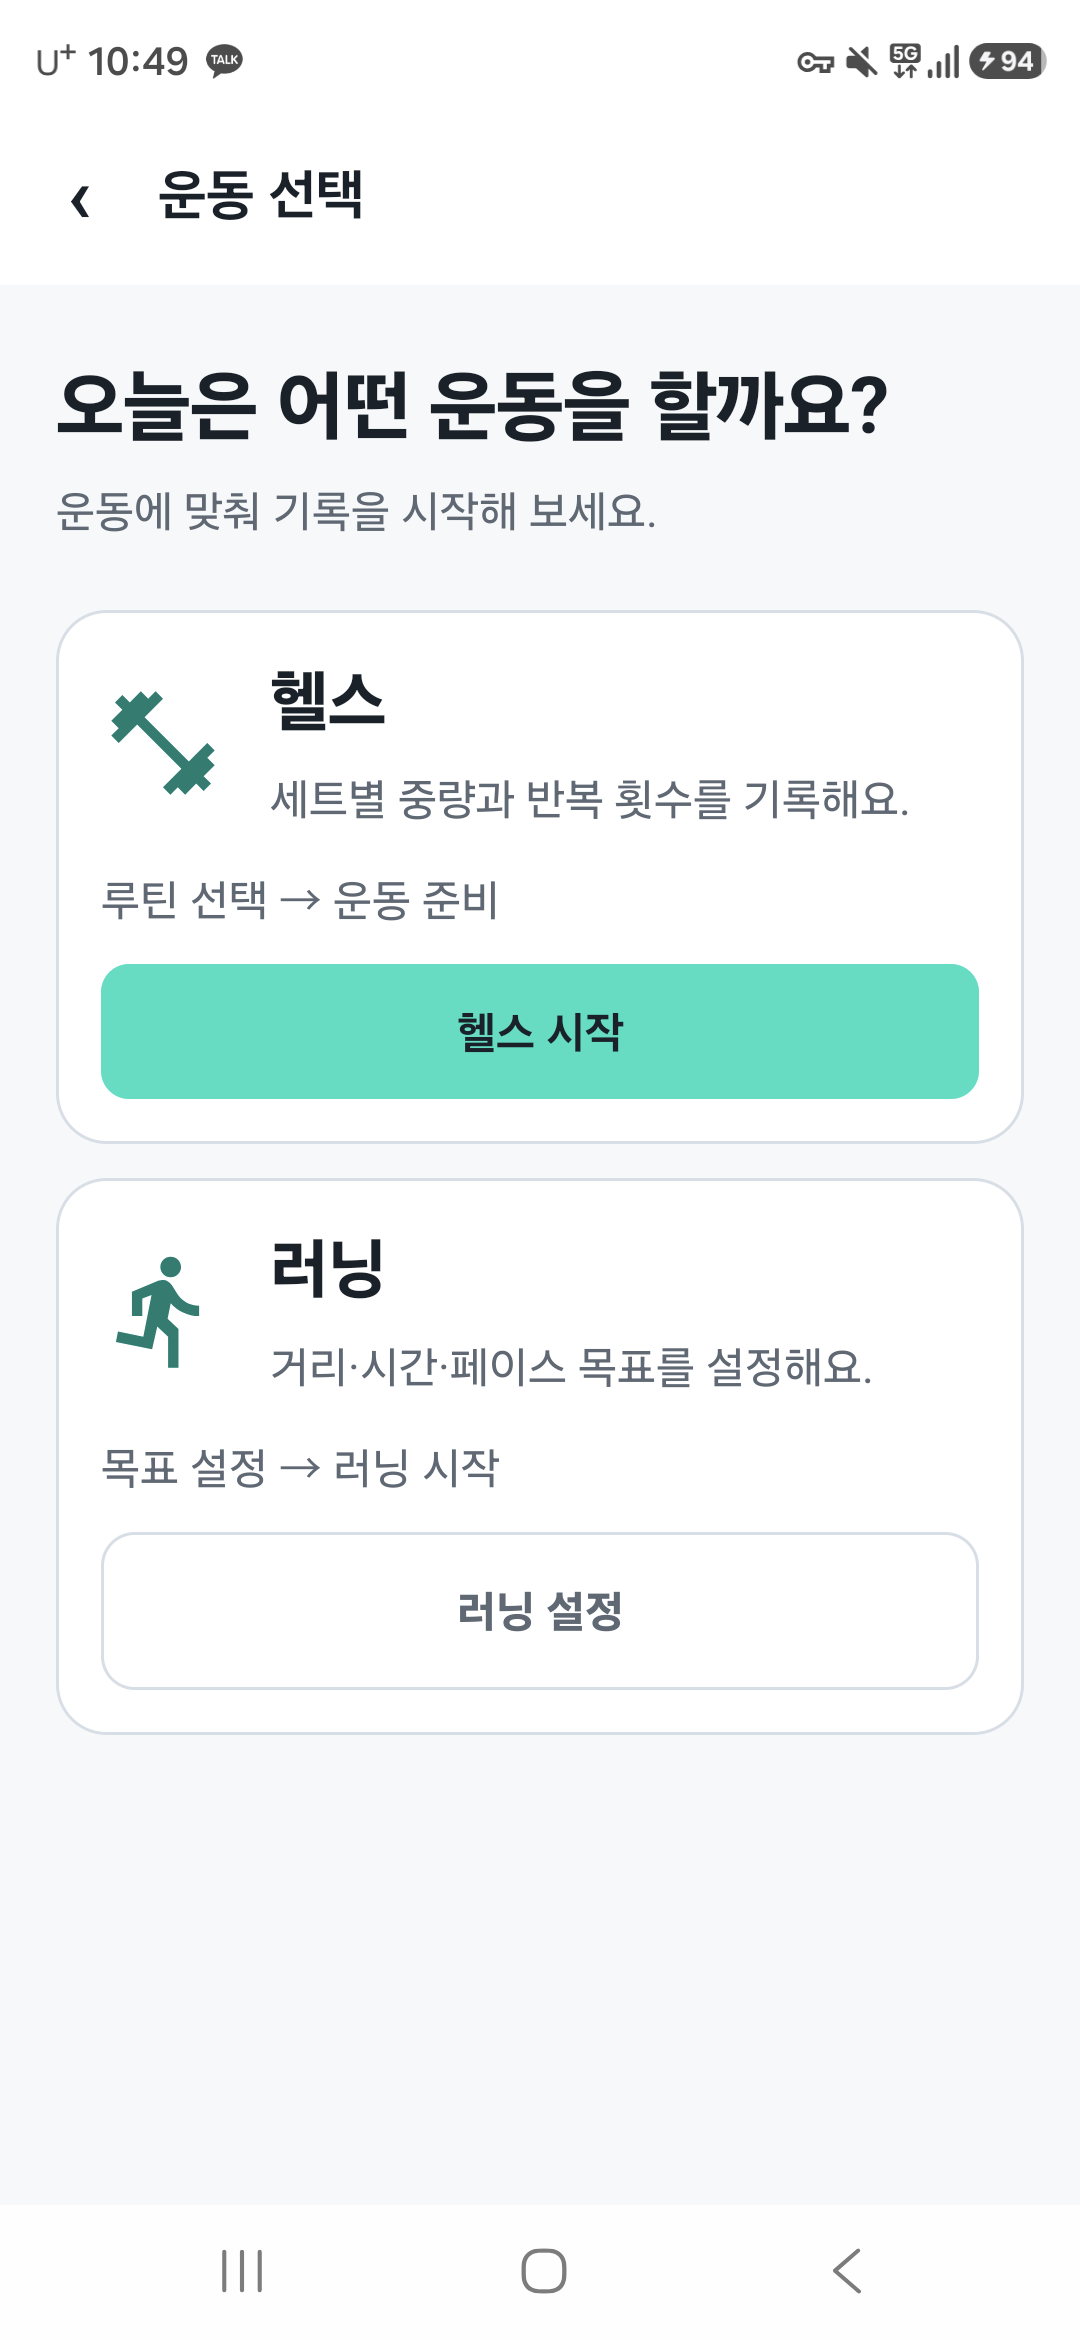 U+ 10:49 TALK 5G 94
‹ 운동 선택
오늘은 어떤 운동을 할까요?
운동에 맞춰 기록을 시작해 보세요.
헬스
세트별 중량과 반복 횟수를 기록해요.
루틴 선택 → 운동 준비
헬스 시작
러닝
거리·시간·페이스 목표를 설정해요.
목표 설정 → 러닝 시작
러닝 설정